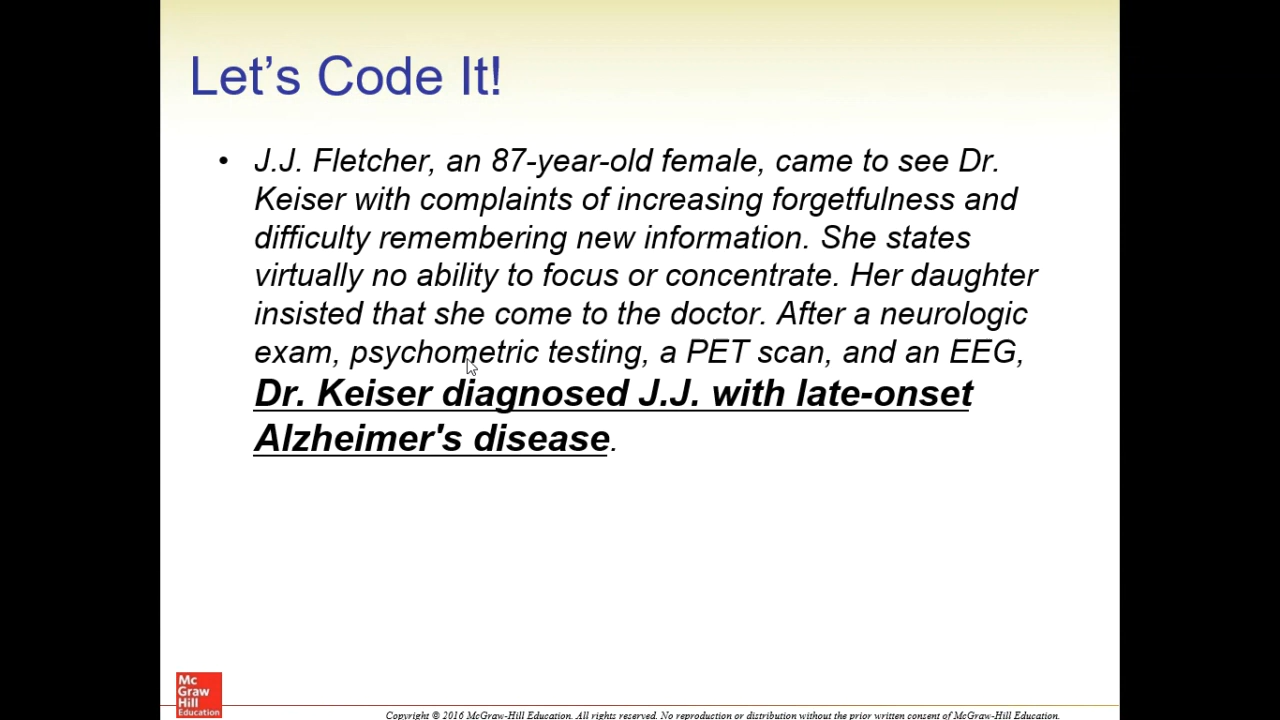 Let's Code It!
• J.J. Fletcher, an 87-year-old female, came to see Dr.
Keiser with complaints of increasing forgetfulness and
difficulty remembering new information. She states
virtually no ability to focus or concentrate. Her daughter
insisted that she come to the doctor. After a neurologic
exam, psychometric testing, a PET scan, and an EEG,
Dr. Keiser diagnosed J.J. with late-onset
Alzheimer's disease.
Mc
Graw
Hill
Education
Copyright © 2016 McGraw-Hill Education. All rights reserved. No reproduction or distribution without the prior written consent of McGraw-Hill Education.